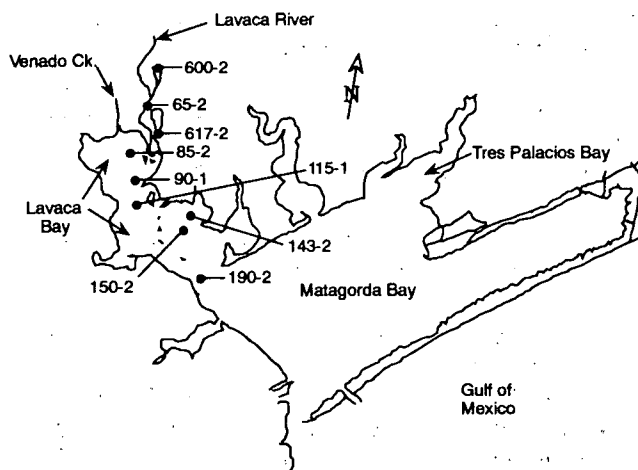 Lavaca River
Venado Ck.
600-2
65-2
617-2
85-2
115-1
Tres Palacios Bay
90-1
Lavaca
Bay
143-2
150-2
190-2
Matagorda Bay
Gulf of
Mexico
N